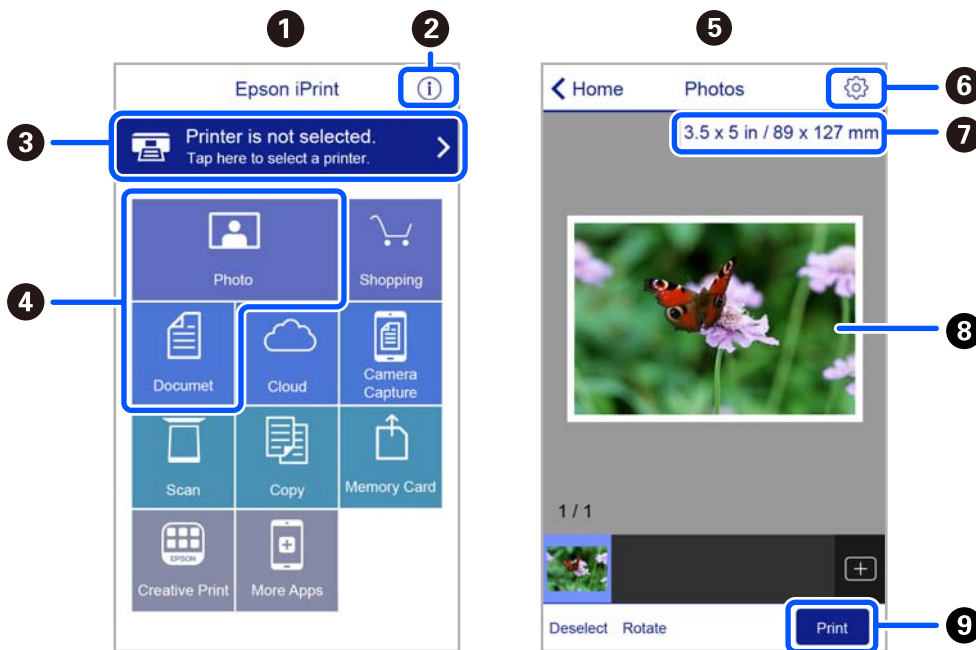 1
2
Epson iPrint
3
Printer is not selected.
Tap here to select a printer.
4
Photo
Shopping
Documet
Cloud
Camera
Capture
Scan
Copy
Memory Card
EPSON
Creative Print
More Apps
5
Home
Photos
6
3.5 x 5 in / 89 x 127 mm
7
8
1 / 1
Deselect
Rotate
Print
9